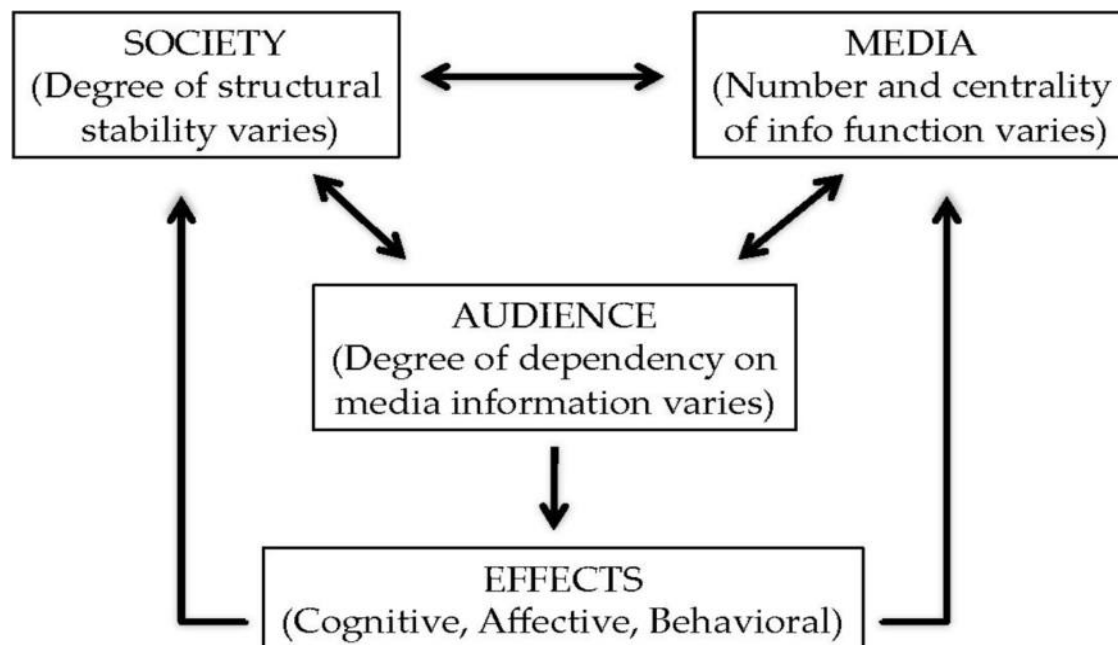 SOCIETY
(Degree of structural
stability varies)
MEDIA
(Number and centrality
of info function varies)
AUDIENCE
(Degree of dependency on
media information varies)
EFFECTS
(Cognitive, Affective, Behavioral)